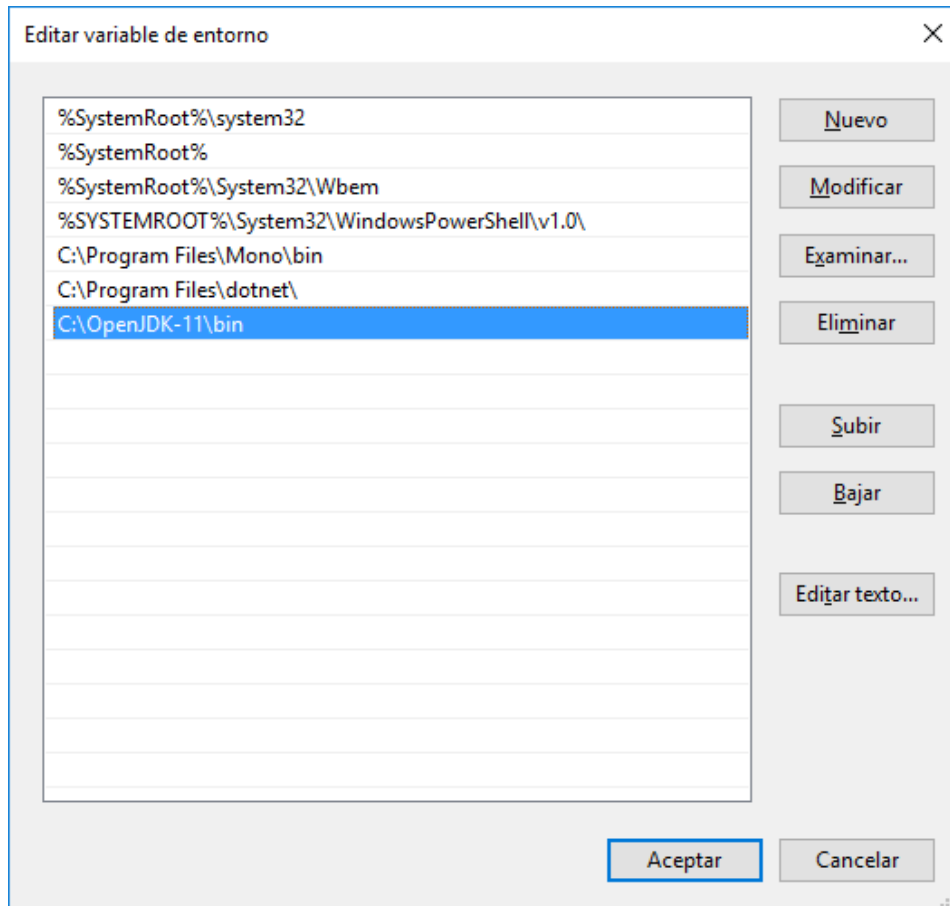 Editar variable de entorno
%SystemRoot%\system32
%SystemRoot%
%SystemRoot%\System32\Wbem
%SYSTEMROOT%\System32\WindowsPowerShell\v1.0\
C:\Program Files\Mono\bin
C:\Program Files\dotnet\
C:\OpenJDK-11\bin
Nuevo
Modificar
Examinar...
Eliminar
Subir
Bajar
Editar texto...
Aceptar
Cancelar